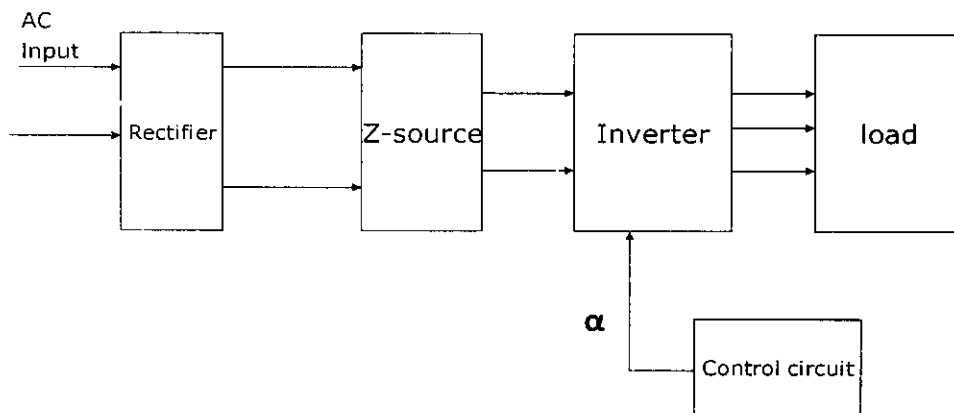 AC
Input
Rectifier
Z-source
Inverter
load
α
Control circuit